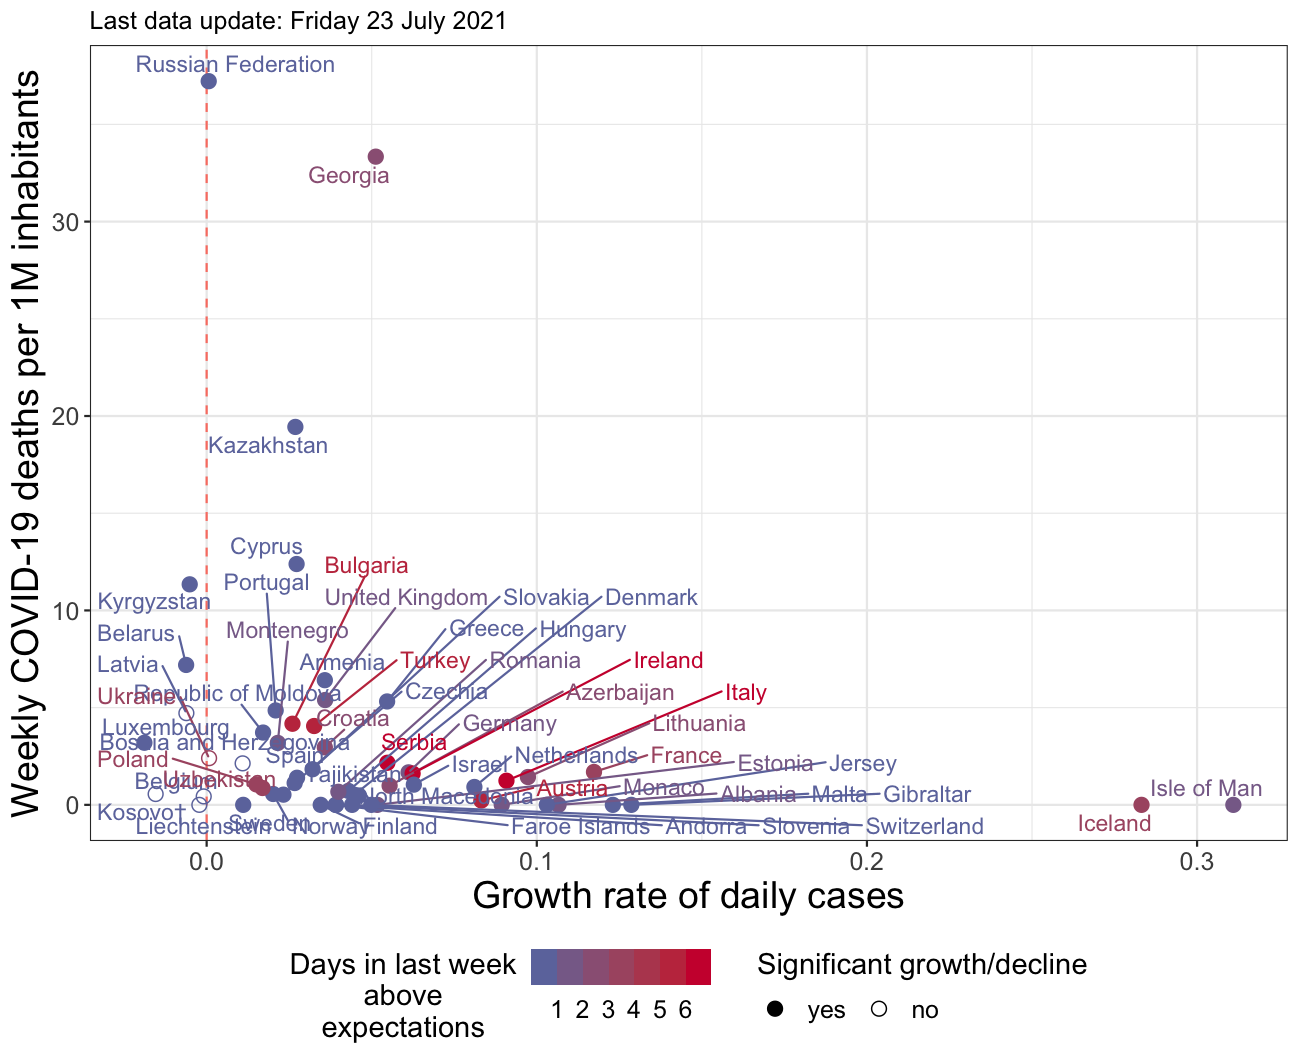 Last data update: Friday 23 July 2021
Weekly COVID-19 deaths per 1M inhabitants
30
20
10
0
Russian Federation
Georgia
Kazakhstan
Cyprus
Bulgaria
Portugal
Kyrgyzstan
United Kingdom
Slovakia
Denmark
Belarus
Montenegro
Greece
Hungary
Latvia
Armenia
Turkey
Romania
Ireland
Ukraine
Republic of Moldova
Czechia
Azerbaijan
Italy
Luxembourg
Croatia
Germany
Lithuania
Bosnia and Herzegovina
Serbia
Poland
Spain
Israel
Netherlands
France
Estonia
Jersey
Belgium
Uzbekistan
Tajikistan
North Macedonia
Austria
Monaco
Albania
Malta
Gibraltar
Isle of Man
Kosovo†
Liechtenstein
Sweden
Norway
Finland
Faroe Islands
Andorra
Slovenia
Switzerland
Iceland
0.0
0.1
0.2
0.3
Growth rate of daily cases
Days in last week
above
expectations
1 2 3 4 5 6
Significant growth/decline
yes
no